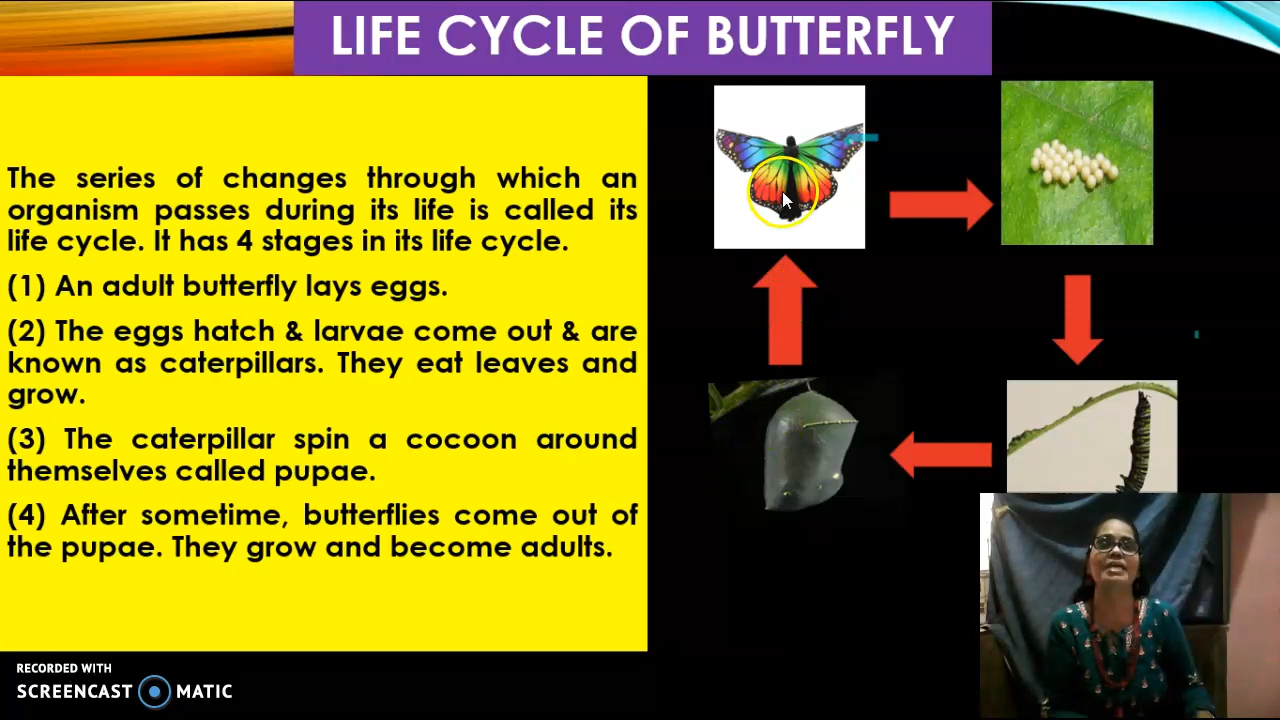 LIFE CYCLE OF BUTTERFLY
The series of changes through which an
organism passes during its life is called its
life cycle. It has 4 stages in its life cycle.
(1) An adult butterfly lays eggs.
(2) The eggs hatch & larvae come out & are
known as caterpillars. They eat leaves and
grow.
(3) The caterpillar spin a cocoon around
themselves called pupae.
(4) After sometime, butterflies come out of
the pupae. They grow and become adults.
RECORDED WITH
SCREENCAST MATIC